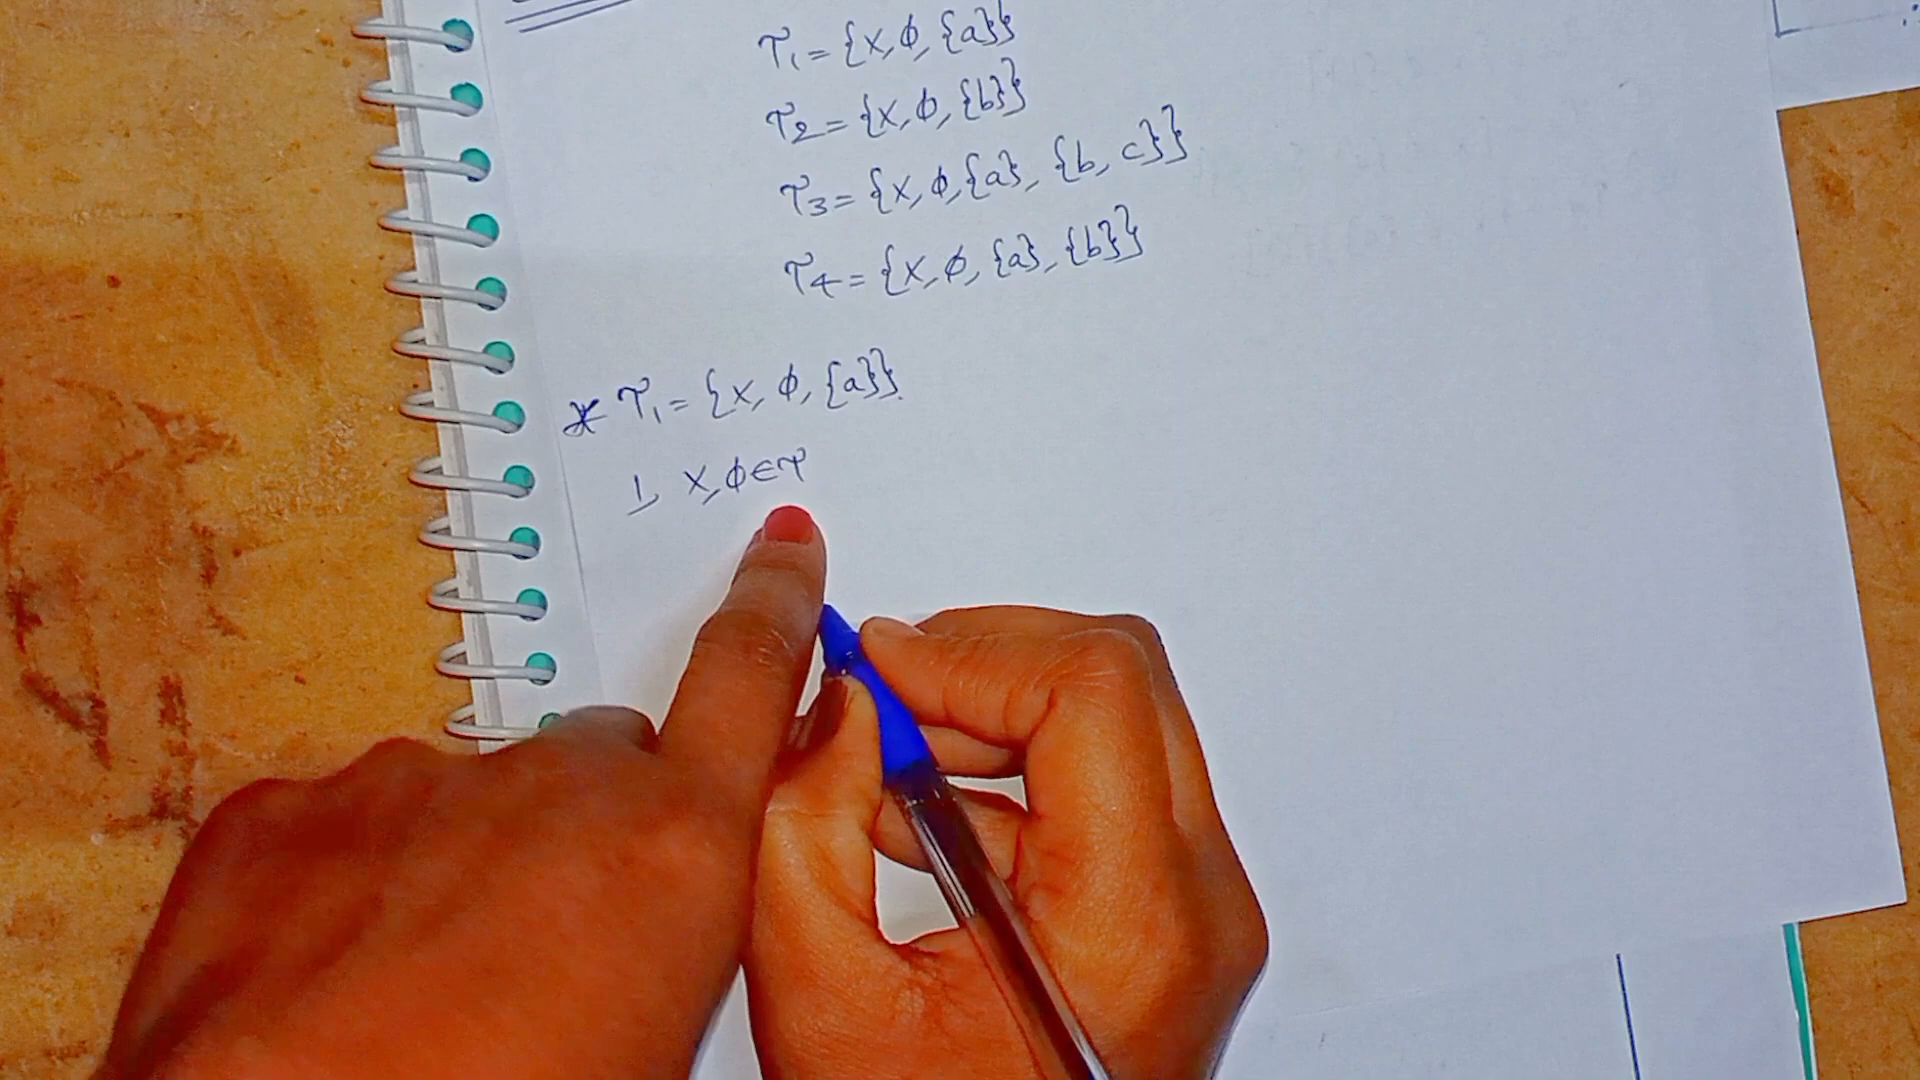 τ₁ = {X, ϕ, {a}}
τ₂ = {X, ϕ, {b}}
τ₃ = {X, ϕ, {a}, {b, c}}
τ₄ = {X, ϕ, {a}, {b}}
* τ₁ = {X, ϕ, {a}}.
1, X, ϕ ∈ τ